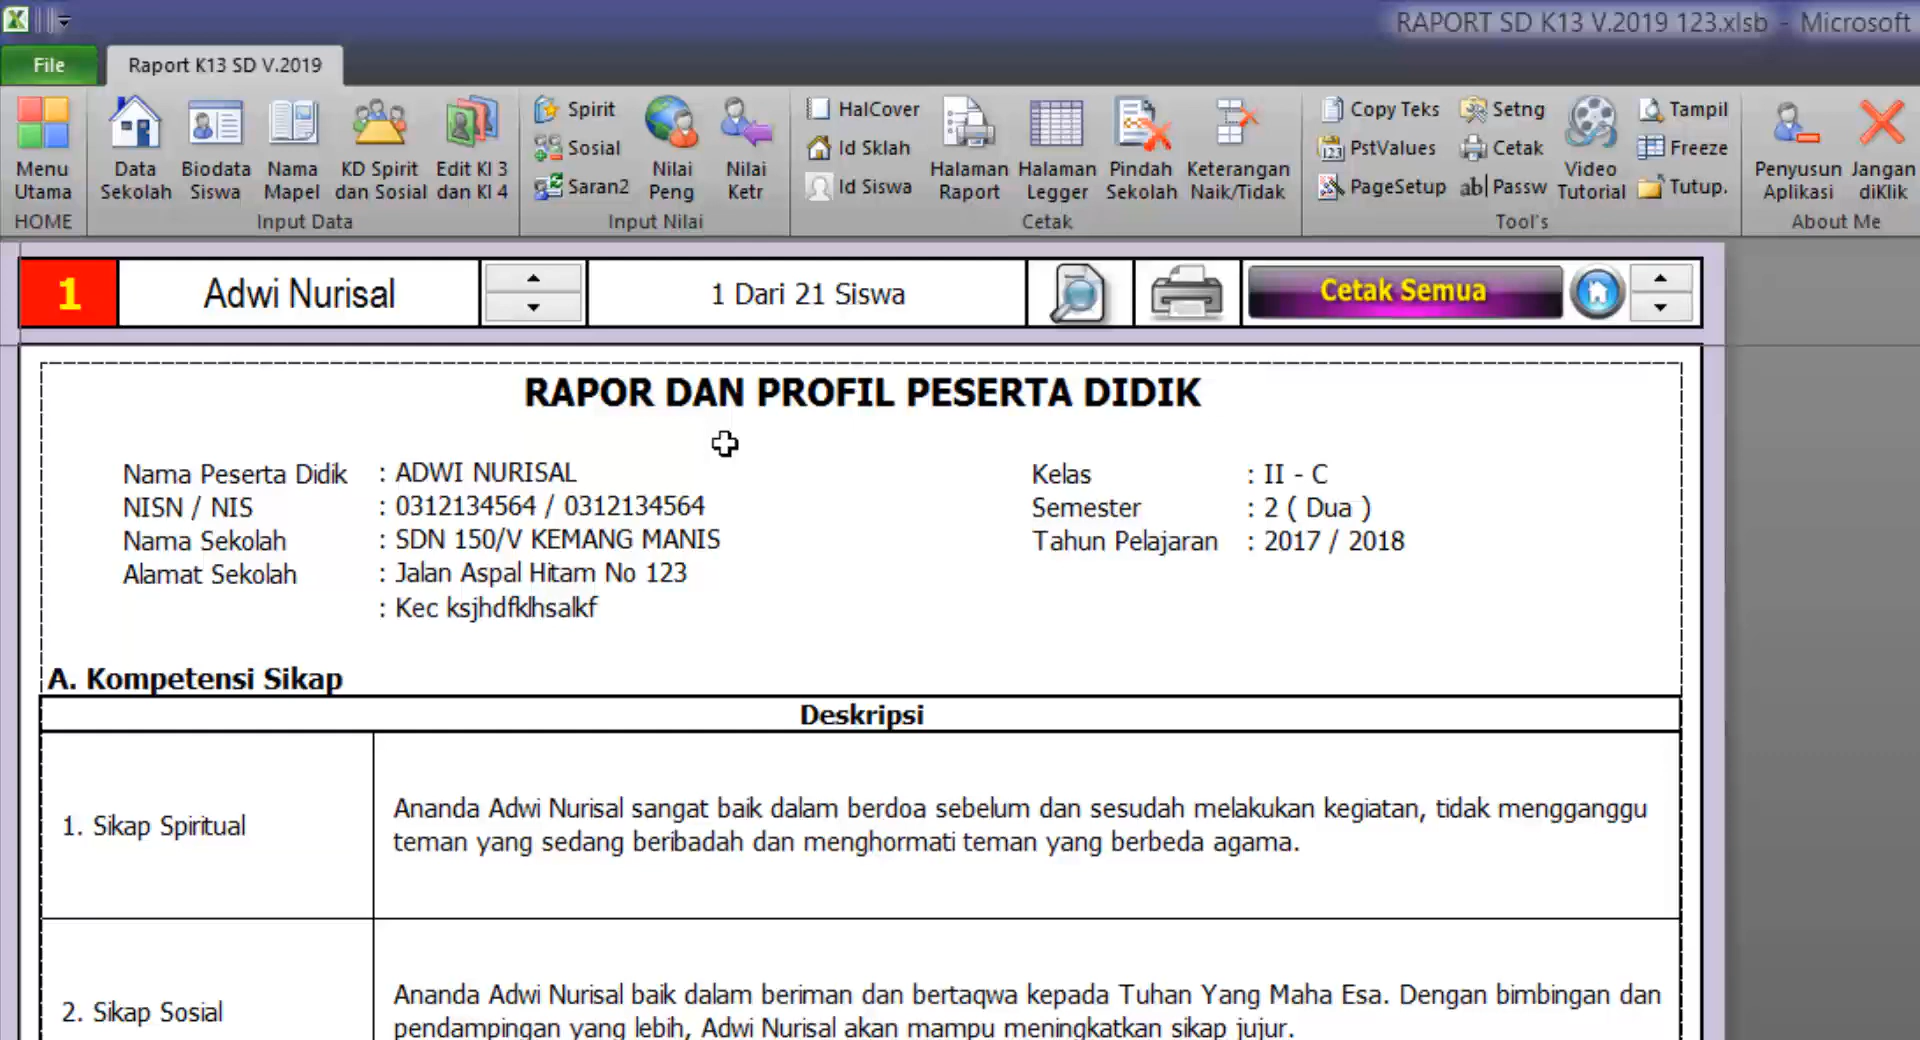 RAPORT SD K13 V.2019 123.xlsb - Microsoft
File Raport K13 SD V.2019
Menu Utama
HOME
Data Sekolah
Biodata Siswa
Nama Mapel
KD Spirit dan Sosial
Edit KI 3 dan KI 4
Input Data
Spirit
Sosial
Saran2
Nilai Peng
Nilai Ketr
Input Nilai
HalCover
Id Sklah
Id Siswa
Halaman Raport
Halaman Legger
Pindah Sekolah
Keterangan Naik/Tidak
Cetak
Copy Teks
PstValues
PageSetup
Setng
Cetak
Passw
Video Tutorial
Tampil
Freeze
Tutup.
Tool's
Penyusun Aplikasi
Jangan diKlik
About Me
1 Adwi Nurisal 1 Dari 21 Siswa Cetak Semua
RAPOR DAN PROFIL PESERTA DIDIK
Nama Peserta Didik : ADWI NURISAL Kelas : II - C
NISN / NIS : 0312134564 / 0312134564 Semester : 2 ( Dua )
Nama Sekolah : SDN 150/V KEMANG MANIS Tahun Pelajaran : 2017 / 2018
Alamat Sekolah : Jalan Aspal Hitam No 123
: Kec ksjhdfklhsalkf
A. Kompetensi Sikap
Deskripsi
1. Sikap Spiritual
Ananda Adwi Nurisal sangat baik dalam berdoa sebelum dan sesudah melakukan kegiatan, tidak mengganggu
teman yang sedang beribadah dan menghormati teman yang berbeda agama.
2. Sikap Sosial
Ananda Adwi Nurisal baik dalam beriman dan bertaqwa kepada Tuhan Yang Maha Esa. Dengan bimbingan dan
pendampingan yang lebih, Adwi Nurisal akan mampu meningkatkan sikap jujur.